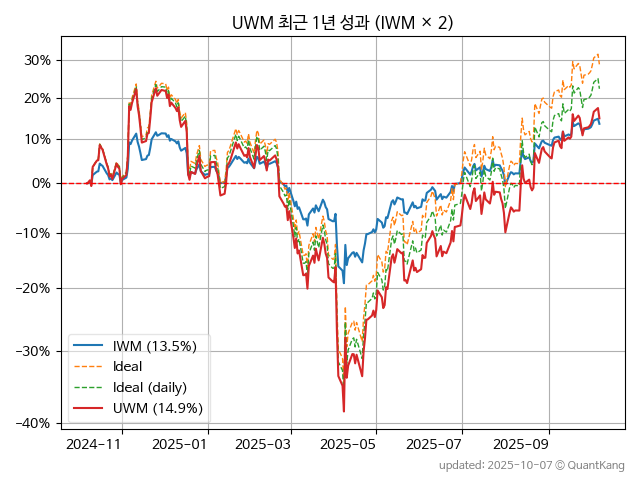 UWM 최근 1년 성과 (IWM × 2)
30%
20%
10%
0%
–10%
–20%
–30%
–40%
IWM (13.5%)
Ideal
Ideal (daily)
UWM (14.9%)
2024-11 2025-01 2025-03 2025-05 2025-07 2025-09
updated: 2025-10-07 © QuantKang